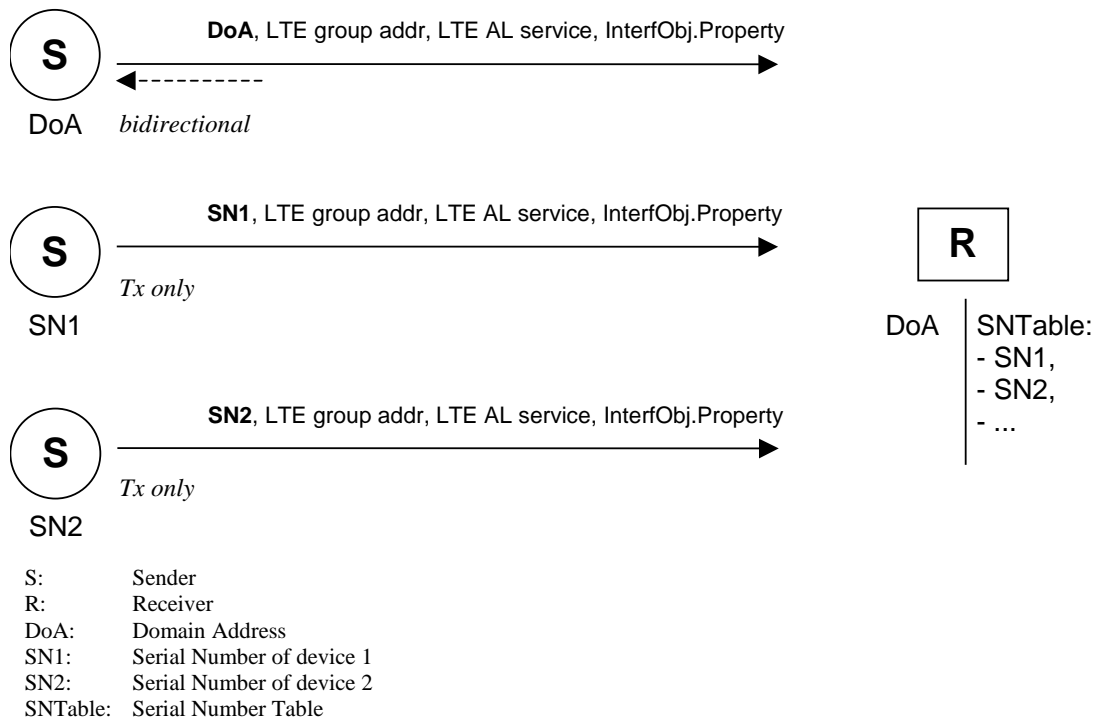 DoA, LTE group addr, LTE AL service, InterfObj.Property
S
DoA
bidirectional
SN1, LTE group addr, LTE AL service, InterfObj.Property
S
Tx only
SN1
R
DoA
SNTable:
- SN1,
- SN2,
- ...
SN2, LTE group addr, LTE AL service, InterfObj.Property
S
Tx only
SN2
S: Sender
R: Receiver
DoA: Domain Address
SN1: Serial Number of device 1
SN2: Serial Number of device 2
SNTable: Serial Number Table